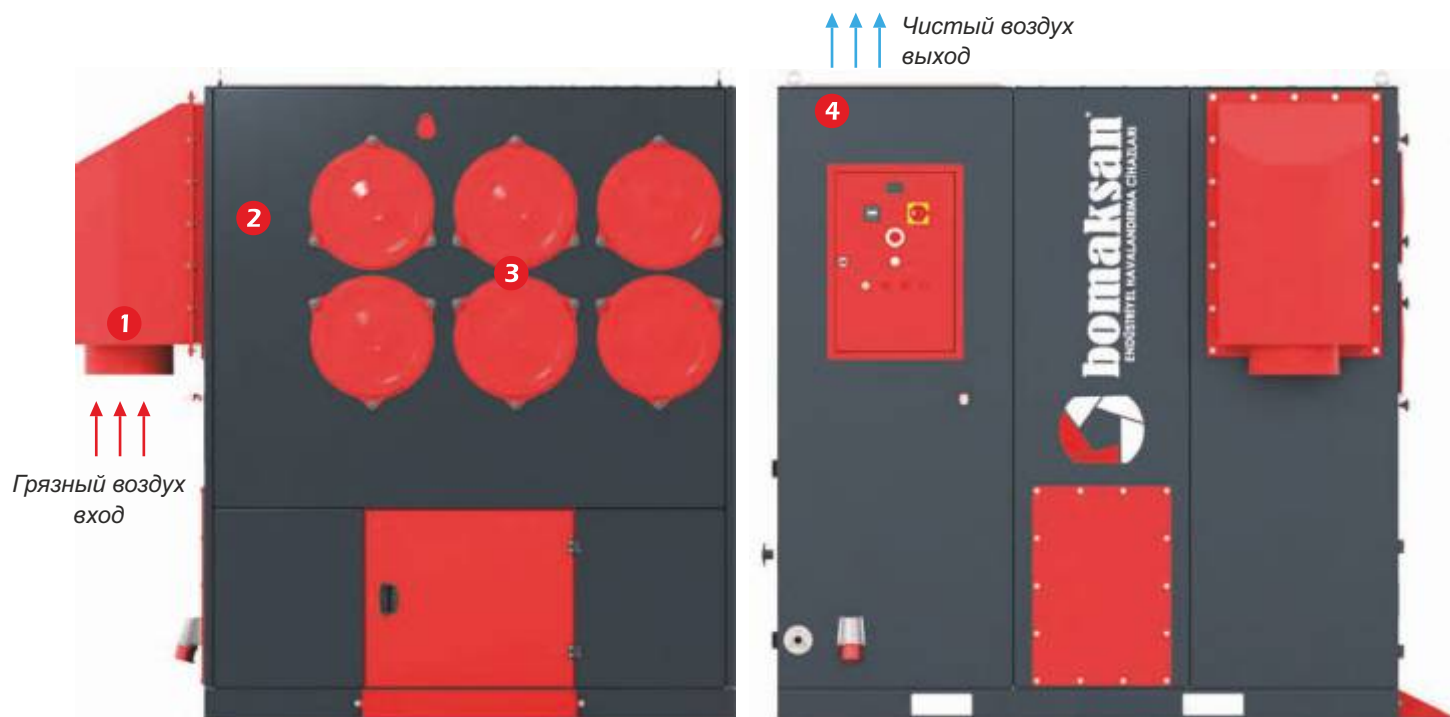 Чистый воздух
выход
4
bomaksan
ENDÜSTRİYEL HAVALANDIRMA CİHAZLARI
2
3
1
Грязный воздух
вход